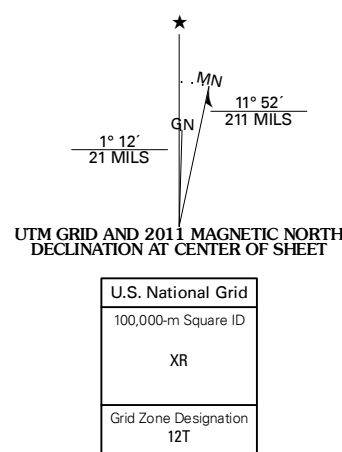 ★
MN
11° 52´
211 MILS
GN
1° 12´
21 MILS
UTM GRID AND 2011 MAGNETIC NORTH
DECLINATION AT CENTER OF SHEET
U.S. National Grid
100,000-m Square ID
XR
Grid Zone Designation
12T